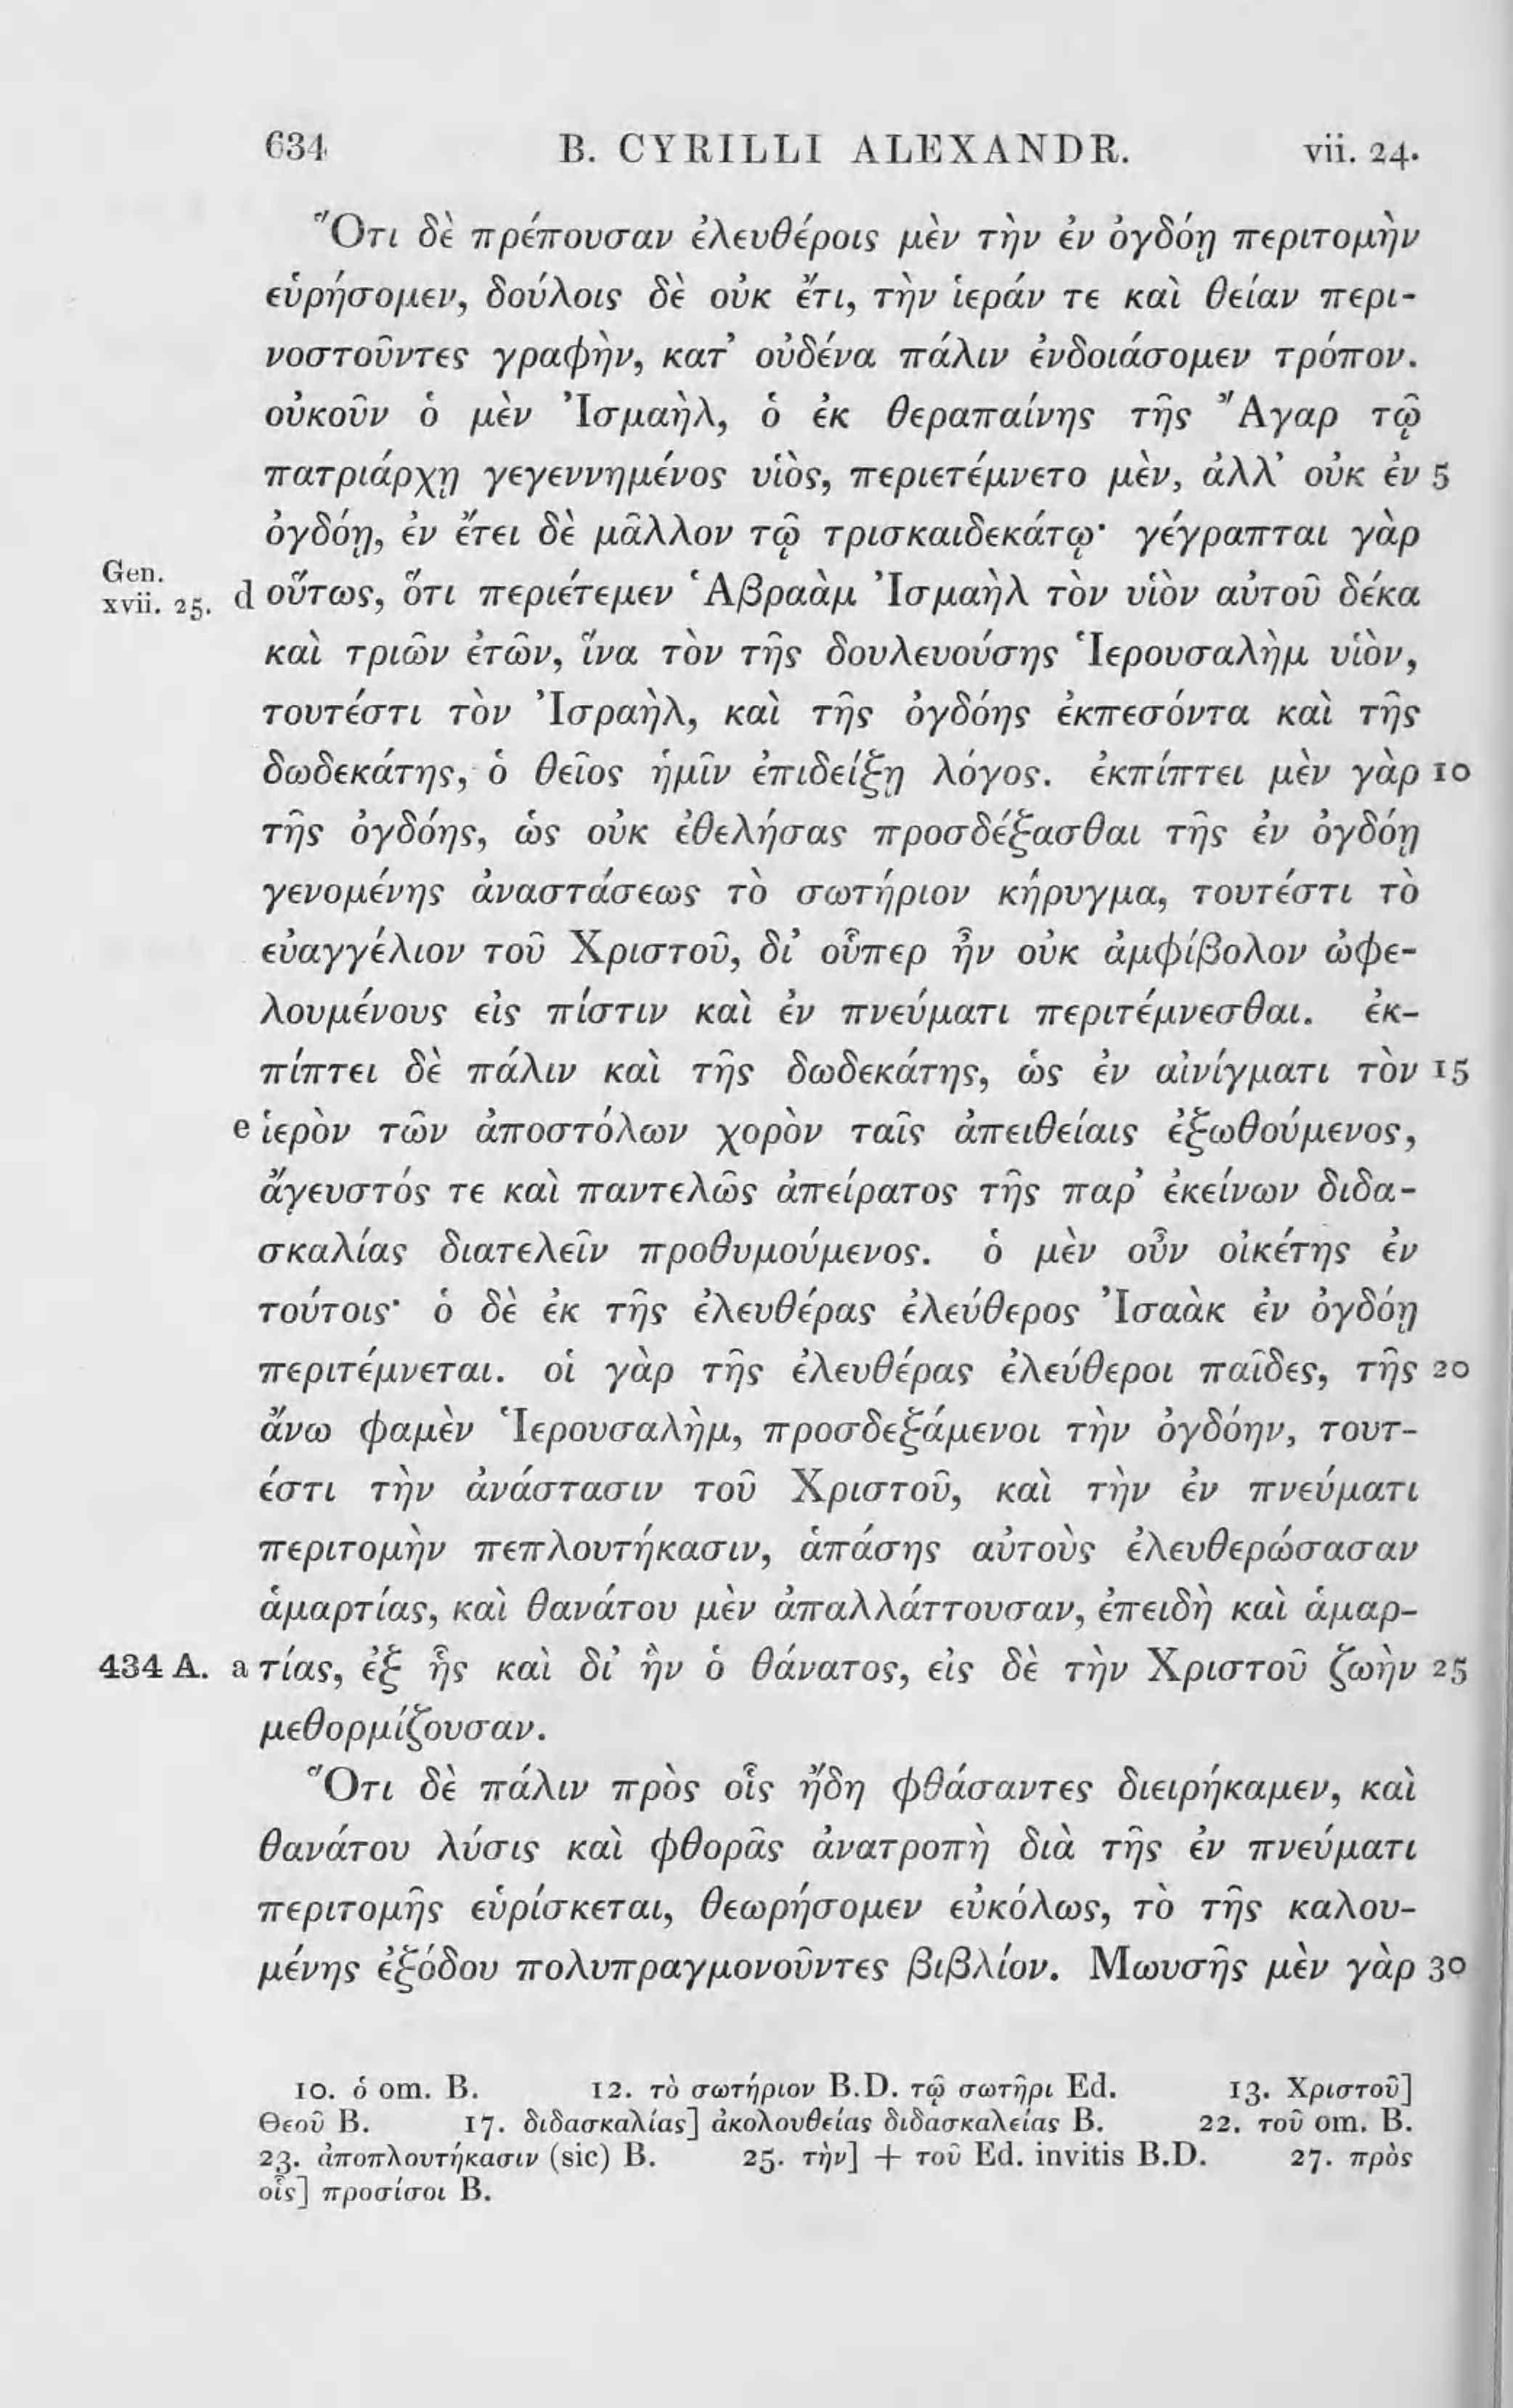 634 B. CYRILLI ALEXANDR. vii. 24.
Ὅτι δὲ πρέπουσαν ἐλευθέροις μὲν τὴν ἐν ὀγδόῃ περιτομὴν
εὑρήσομεν, δούλοις δὲ οὐκ ἔτι, τὴν ἱεράν τε καὶ θείαν περι-
νοστοῦντες γραφὴν, κατ’ οὐδένα πάλιν ἐνδοιάσομεν τρόπον.
οὐκοῦν ὁ μὲν Ἰσμαὴλ, ὁ ἐκ θεραπαίνης τῆς Ἄγαρ τῷ
πατριάρχῃ γεγεννημένος υἱὸς, περιετέμνετο μὲν, ἀλλ’ οὐκ ἐν 5
ὀγδόῃ, ἐν ἔτει δὲ μᾶλλον τῷ τρισκαιδεκάτῳ· γέγραπται γὰρ
Gen. xvii. 25. d οὕτως, ὅτι περιέτεμεν Ἁβραὰμ Ἰσμαὴλ τὸν υἱὸν αὐτοῦ δέκα
καὶ τριῶν ἐτῶν, ἵνα τὸν τῆς δουλευούσης Ἱερουσαλὴμ υἱὸν,
τουτέστι τὸν Ἰσραὴλ, καὶ τῆς ὀγδόης ἐκπεσόντα καὶ τῆς
δωδεκάτης, ὁ θεῖος ἡμῖν ἐπιδείξῃ λόγος. ἐκπίπτει μὲν γὰρ 10
τῆς ὀγδόης, ὡς οὐκ ἐθελήσας προσδέξασθαι τῆς ἐν ὀγδόῃ
γενομένης ἀναστάσεως τὸ σωτήριον κήρυγμα, τουτέστι τὸ
εὐαγγέλιον τοῦ Χριστοῦ, δι’ οὗπερ ἦν οὐκ ἀμφίβολον ὠφε-
λουμένους εἰς πίστιν καὶ ἐν πνεύματι περιτέμνεσθαι. ἐκ-
πίπτει δὲ πάλιν καὶ τῆς δωδεκάτης, ὡς ἐν αἰνίγματι τὸν 15
e ἱερὸν τῶν ἀποστόλων χορὸν ταῖς ἀπειθείαις ἐξωθούμενος,
ἄγευστός τε καὶ παντελῶς ἀπείρατος τῆς παρ’ ἐκείνων διδα-
σκαλίας διατελεῖν προθυμούμενος. ὁ μὲν οὖν οἰκέτης ἐν
τούτοις· ὁ δὲ ἐκ τῆς ἐλευθέρας ἐλεύθερος Ἰσαὰκ ἐν ὀγδόῃ
περιτέμνεται. οἱ γὰρ τῆς ἐλευθέρας ἐλεύθεροι παῖδες, τῆς 20
ἄνω φαμὲν Ἱερουσαλὴμ, προσδεξάμενοι τὴν ὀγδόην, τουτ-
έστι τὴν ἀνάστασιν τοῦ Χριστοῦ, καὶ τὴν ἐν πνεύματι
περιτομὴν πεπλουτήκασιν, ἁπάσης αὐτοὺς ἐλευθερώσασαν
ἁμαρτίας, καὶ θανάτου μὲν ἀπαλλάττουσαν, ἐπειδὴ καὶ ἁμαρ-
434 A. a τίας, ἐξ ἧς καὶ δι’ ἣν ὁ θάνατος, εἰς δὲ τὴν Χριστοῦ ζωὴν 25
μεθορμίζουσαν.
Ὅτι δὲ πάλιν πρὸς οἷς ἤδη φθάσαντες διειρήκαμεν, καὶ
θανάτου λύσις καὶ φθορᾶς ἀνατροπὴ διὰ τῆς ἐν πνεύματι
περιτομῆς εὑρίσκεται, θεωρήσομεν εὐκόλως, τὸ τῆς καλου-
μένης ἐξόδου πολυπραγμονοῦντες βιβλίον. Μωυσῆς μὲν γὰρ 30
10. ὁ om. B. 12. τὸ σωτήριον B.D. τῷ σωτῆρι Ed. 13. Χριστοῦ]
Θεοῦ B. 17. διδασκαλίας] ἀκολουθείας διδασκαλείας B. 22. τοῦ om. B.
23. ἀποπλουτήκασιν (sic) B. 25. τὴν] + τοῦ Ed. invitis B.D. 27. πρὸς
οἷς] προσίσοι B.